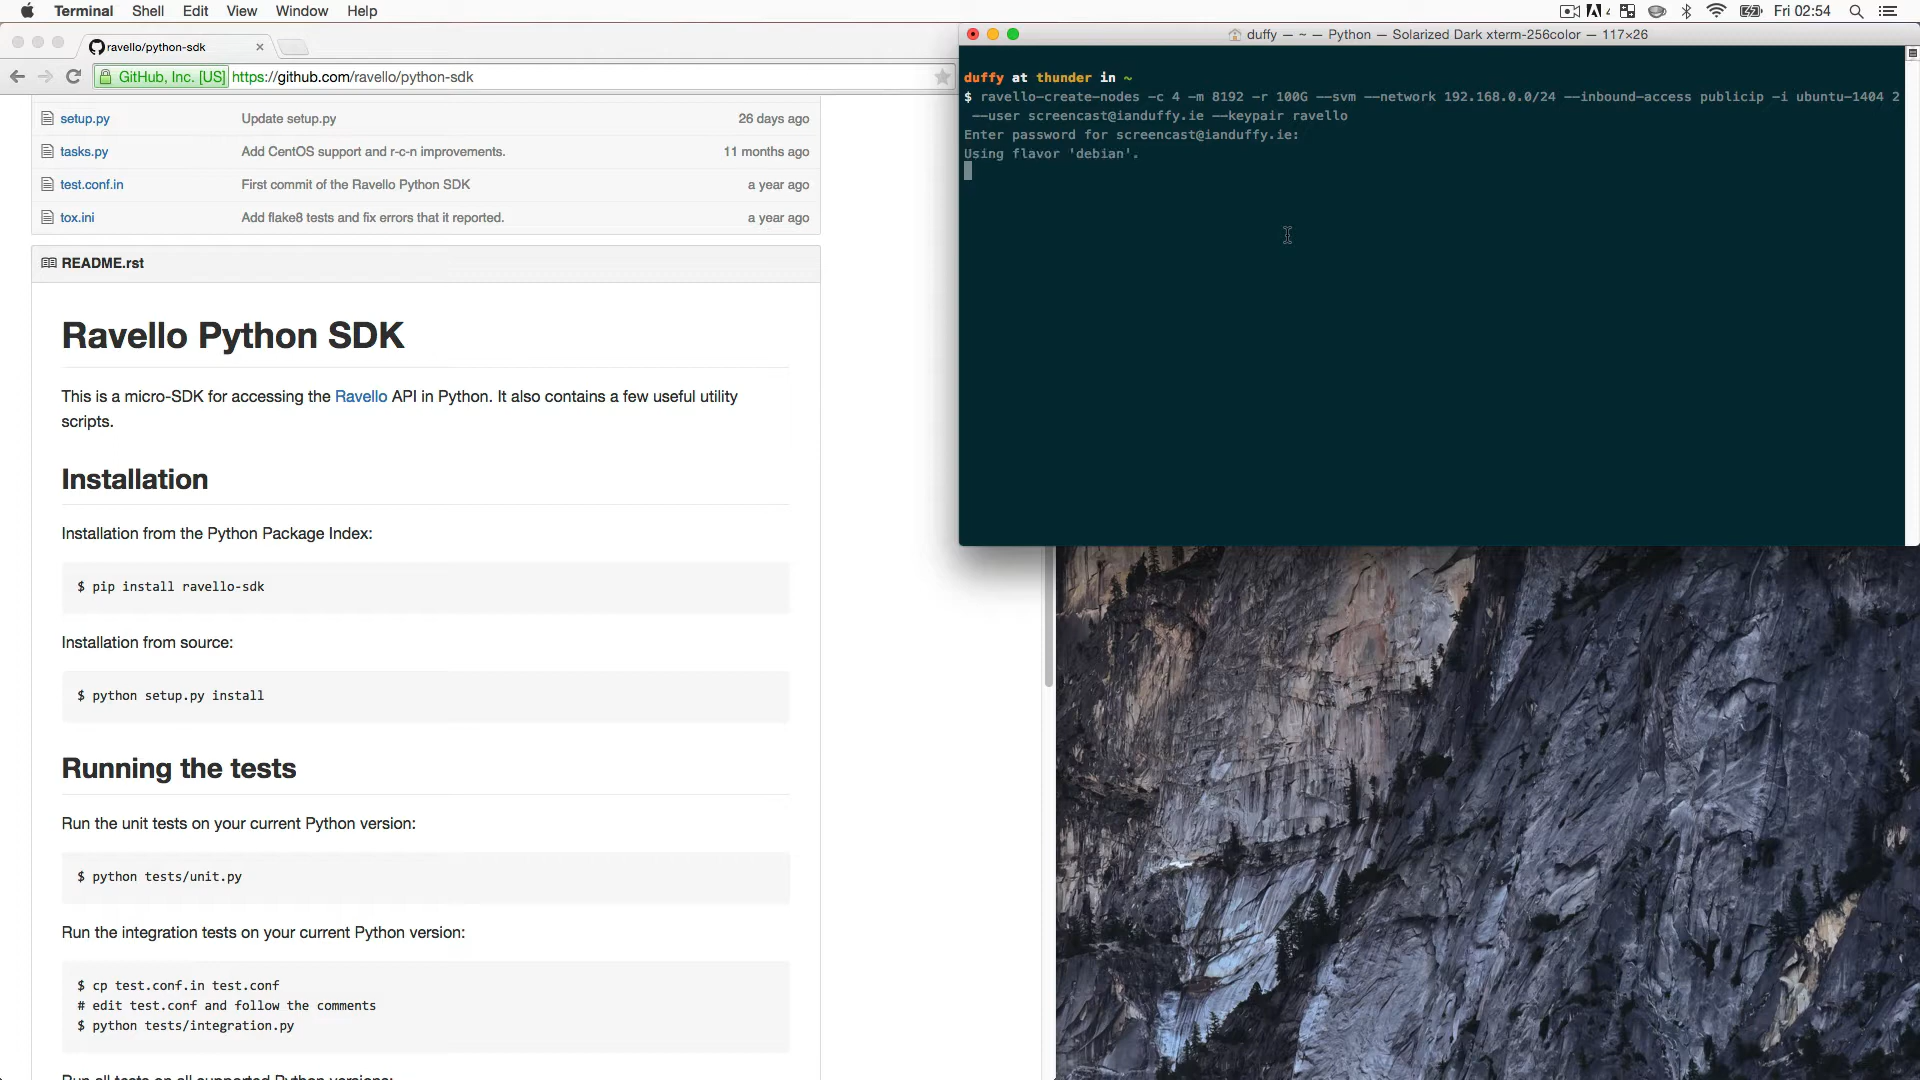 Terminal Shell Edit View Window Help
Fri 02:54
ravello/python-sdk
GitHub, Inc. [US] https://github.com/ravello/python-sdk
setup.py Update setup.py 26 days ago
tasks.py Add CentOS support and r-c-n improvements. 11 months ago
test.conf.in First commit of the Ravello Python SDK a year ago
tox.ini Add flake8 tests and fix errors that it reported. a year ago
README.rst
Ravello Python SDK
This is a micro-SDK for accessing the Ravello API in Python. It also contains a few useful utility
scripts.
Installation
Installation from the Python Package Index:
$ pip install ravello-sdk
Installation from source:
$ python setup.py install
Running the tests
Run the unit tests on your current Python version:
$ python tests/unit.py
Run the integration tests on your current Python version:
$ cp test.conf.in test.conf
# edit test.conf and follow the comments
$ python tests/integration.py
Run all tests on all supported Python versions:
duffy — ~ — Python — Solarized Dark xterm-256color — 117×26
duffy at thunder in ~
$ ravello-create-nodes -c 4 -m 8192 -r 100G --svm --network 192.168.0.0/24 --inbound-access publicip -i ubuntu-1404 2
--user screencast@ianduffy.ie --keypair ravello
Enter password for screencast@ianduffy.ie:
Using flavor 'debian'.